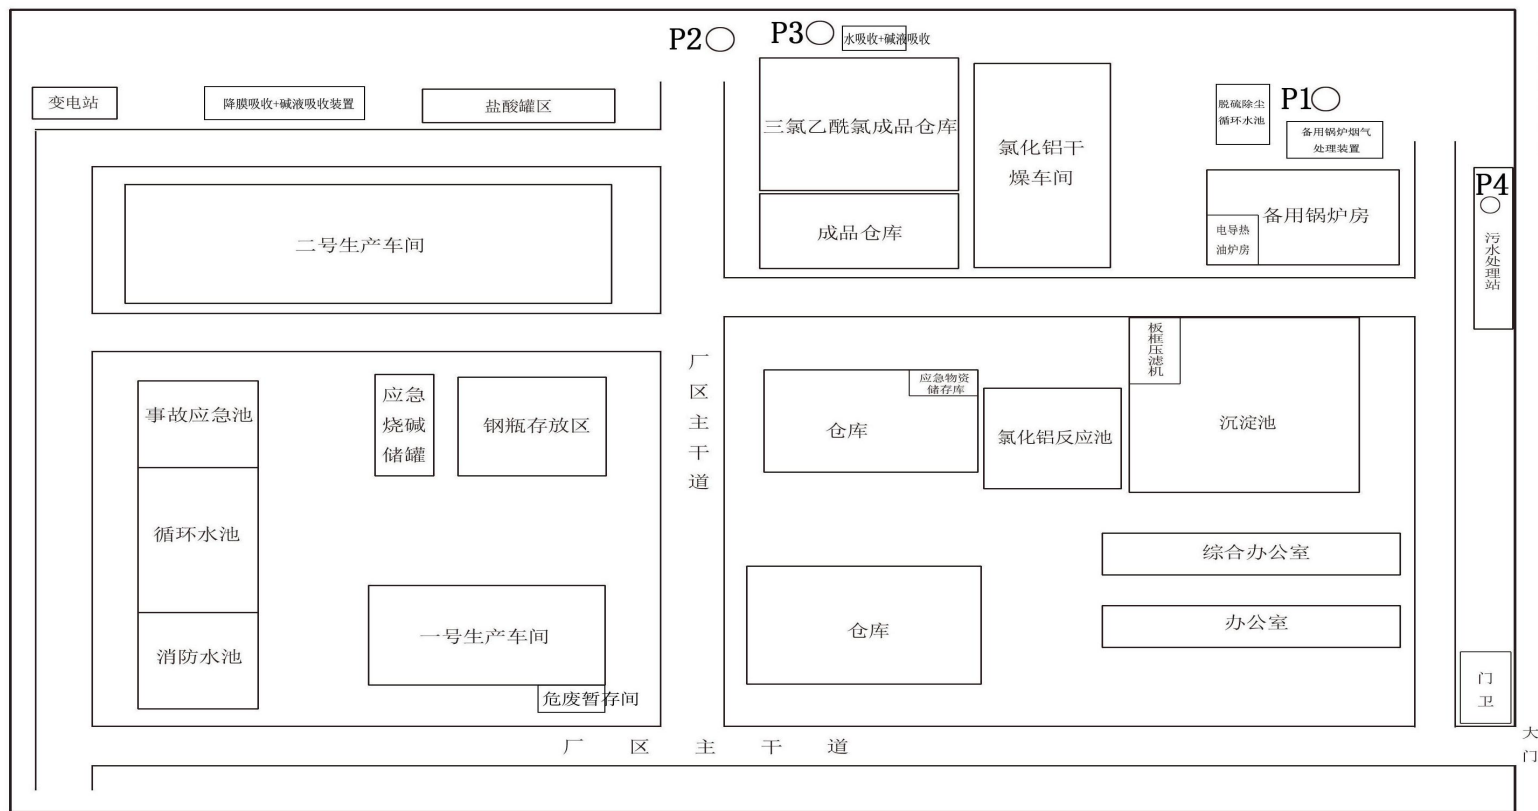 P2
P3
水吸收+碱液吸收
变电站
降膜吸收+碱液吸收装置
盐酸罐区
三氯乙酰氯成品仓库
氯化铝干
燥车间
脱硫除尘
循环水池
P1
备用锅炉烟气
处理装置
P4
污水处理站
二号生产车间
成品仓库
备用锅炉房
电导热
油炉房
厂区主干道
事故应急池
应急
烧碱
储罐
钢瓶存放区
仓库
应急物资
储存库
氯化铝反应池
板框压滤机
沉淀池
循环水池
综合办公室
一号生产车间
仓库
办公室
消防水池
危废暂存间
门
卫
厂区主干道
大
门